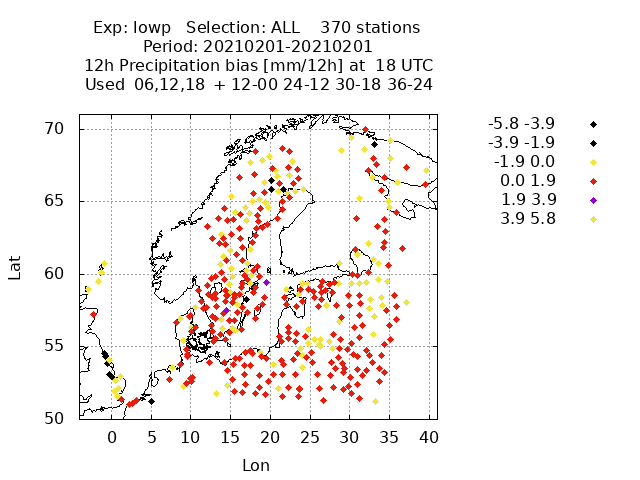 Exp: lowp   Selection: ALL    370 stations
Period: 20210201-20210201
12h Precipitation bias [mm/12h] at  18 UTC
Used  06,12,18  + 12-00 24-12 30-18 36-24
-5.8 -3.9
-3.9 -1.9
-1.9 0.0
0.0 1.9
1.9 3.9
3.9 5.8
70
65
60
55
50
Lat
0 5 10 15 20 25 30 35 40
Lon